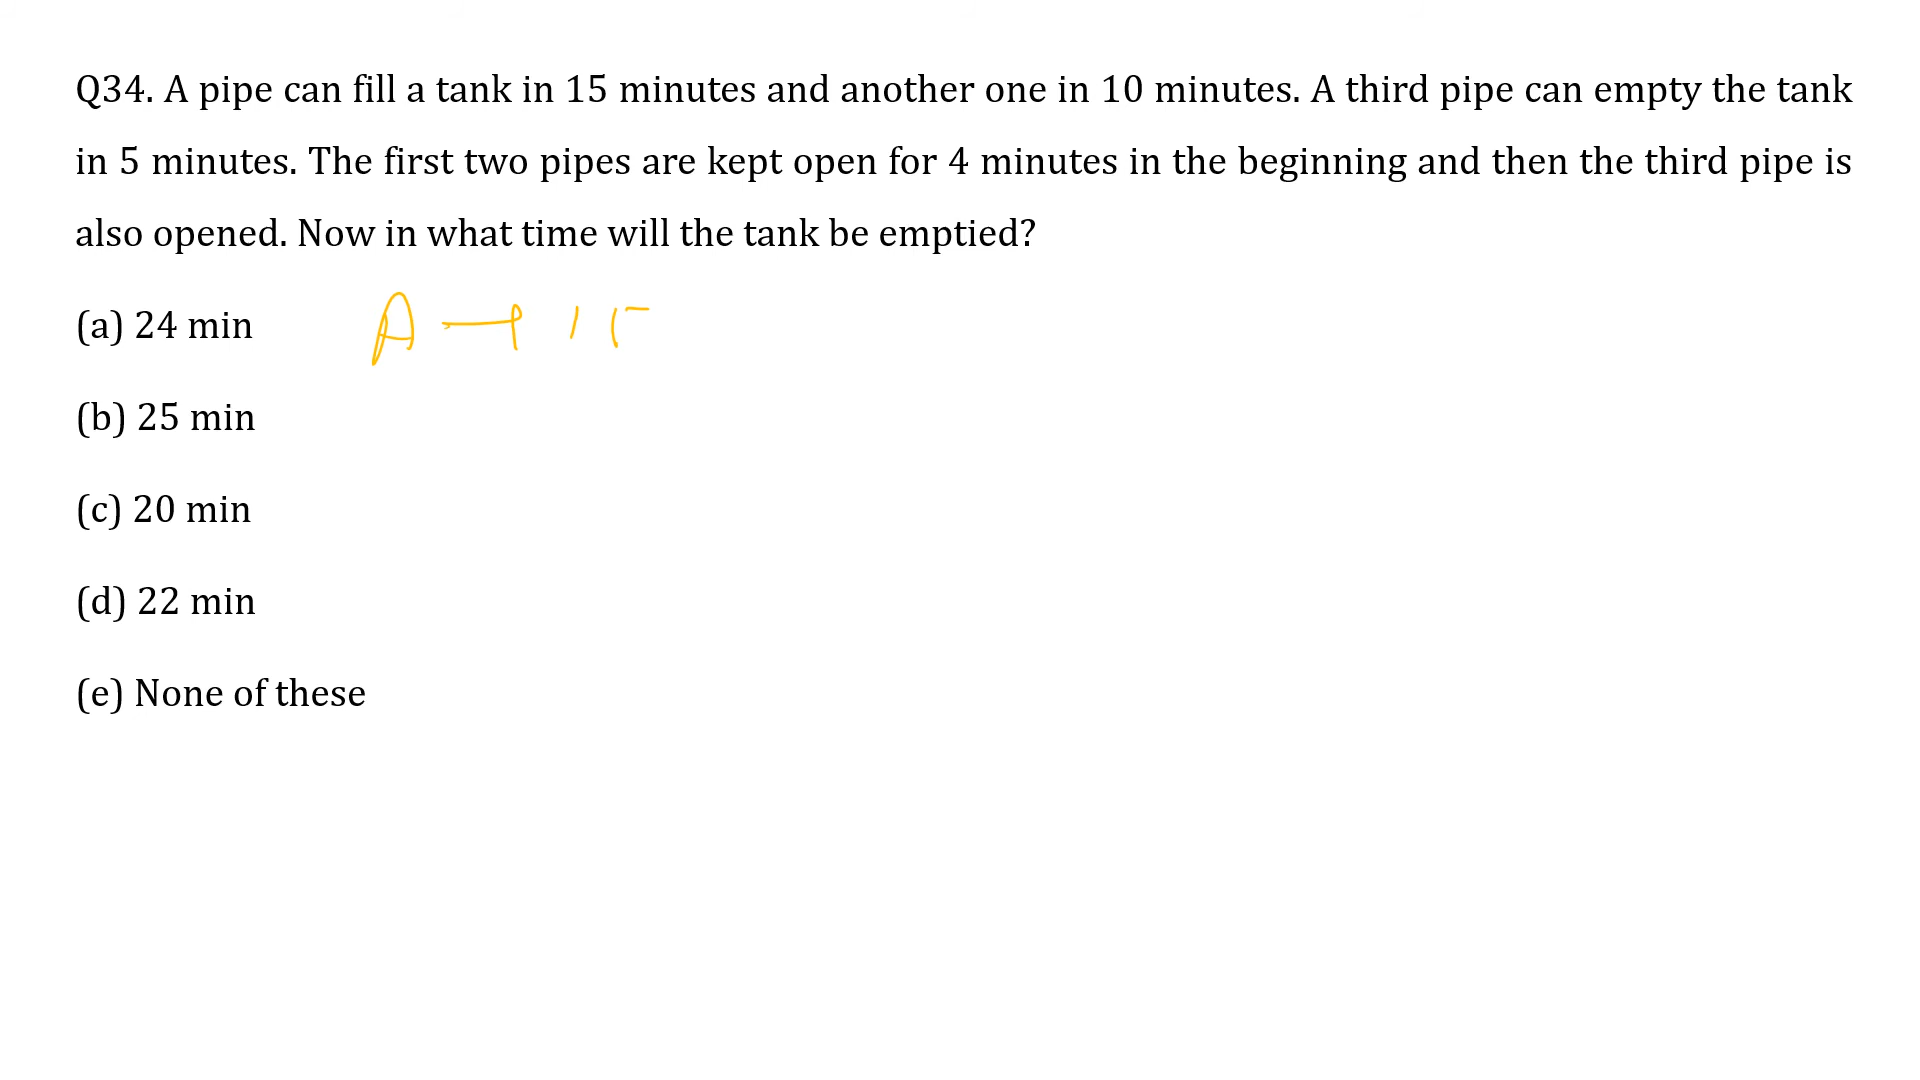 Q34. A pipe can fill a tank in 15 minutes and another one in 10 minutes. A third pipe can empty the tank
in 5 minutes. The first two pipes are kept open for 4 minutes in the beginning and then the third pipe is
also opened. Now in what time will the tank be emptied?
(a) 24 min
A → 15
(b) 25 min
(c) 20 min
(d) 22 min
(e) None of these